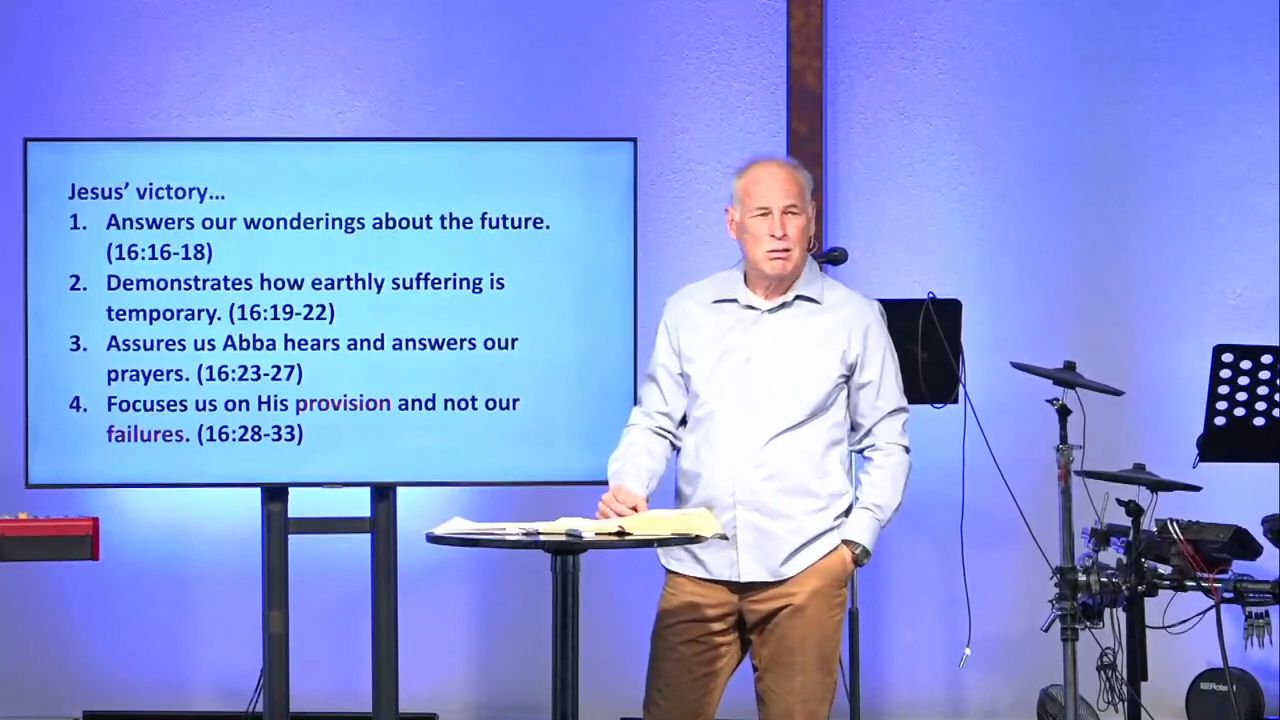 Jesus’ victory…
1. Answers our wonderings about the future.
(16:16-18)
2. Demonstrates how earthly suffering is
temporary. (16:19-22)
3. Assures us Abba hears and answers our
prayers. (16:23-27)
4. Focuses us on His provision and not our
failures. (16:28-33)
Roland